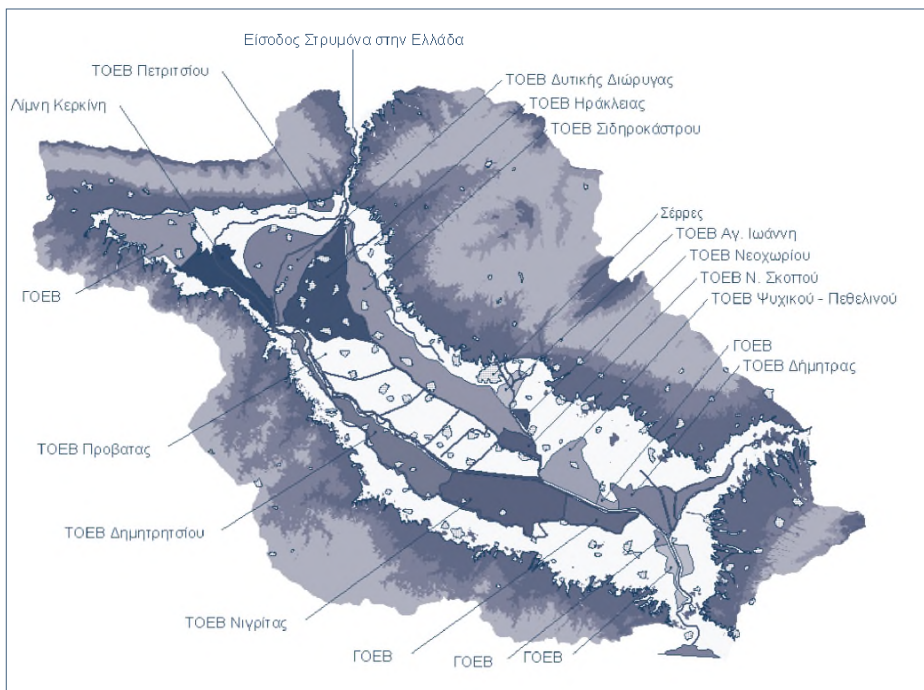 Είσοδος Στρυμόνα στην Ελλάδα
ΤΟΕΒ Πετριτσίου
ΤΟΕΒ Δυτικής Διώρυγας
Λίμνη Κερκίνη
ΤΟΕΒ Ηράκλειας
ΤΟΕΒ Σιδηροκάστρου
Σέρρες
ΤΟΕΒ Αγ. Ιωάννη
ΤΟΕΒ Νεοχωρίου
ΤΟΕΒ Ν. Σκοπού
ΓΟΕΒ
ΤΟΕΒ Ψυχικού - Πεθελινού
ΓΟΕΒ
ΤΟΕΒ Δήμητρας
ΤΟΕΒ Προβατας
ΤΟΕΒ Δημητρητσίου
ΤΟΕΒ Νιγρίτας
ΓΟΕΒ
ΓΟΕΒ
ΓΟΕΒ